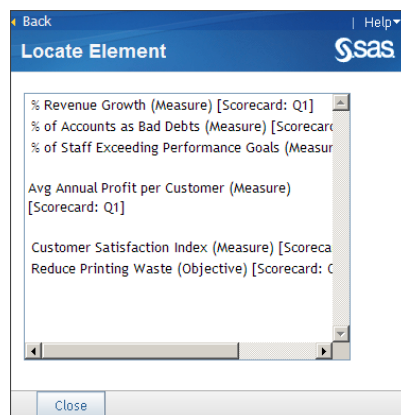 Back | Help
Locate Element
sas
% Revenue Growth (Measure) [Scorecard: Q1]
% of Accounts as Bad Debts (Measure) [Scorecar
% of Staff Exceeding Performance Goals (Measur
Avg Annual Profit per Customer (Measure)
[Scorecard: Q1]
Customer Satisfaction Index (Measure) [Scoreca
Reduce Printing Waste (Objective) [Scorecard:
Close